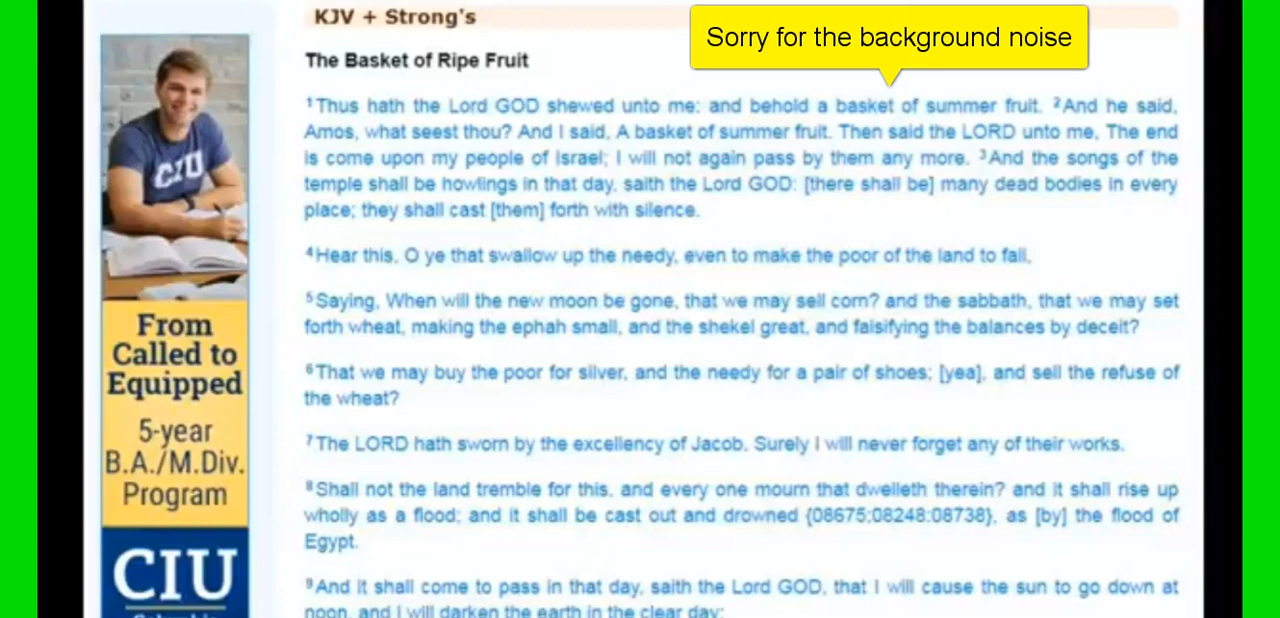 KJV + Strong's
Sorry for the background noise
The Basket of Ripe Fruit
1Thus hath the Lord GOD shewed unto me: and behold a basket of summer fruit. 2And he said,
Amos, what seest thou? And I said, A basket of summer fruit. Then said the LORD unto me, The end
is come upon my people of Israel; I will not again pass by them any more. 3And the songs of the
temple shall be howlings in that day, saith the Lord GOD: [there shall be] many dead bodies in every
place; they shall cast [them] forth with silence.
4Hear this, O ye that swallow up the needy, even to make the poor of the land to fail,
5Saying, When will the new moon be gone, that we may sell corn? and the sabbath, that we may set
forth wheat, making the ephah small, and the shekel great, and falsifying the balances by deceit?
6That we may buy the poor for silver, and the needy for a pair of shoes; [yea], and sell the refuse of
the wheat?
7The LORD hath sworn by the excellency of Jacob, Surely I will never forget any of their works.
8Shall not the land tremble for this, and every one mourn that dwelleth therein? and it shall rise up
wholly as a flood; and it shall be cast out and drowned {08675;08248:08738}, as [by] the flood of
Egypt.
9And it shall come to pass in that day, saith the Lord GOD, that I will cause the sun to go down at
noon, and I will darken the earth in the clear day:
CIU
From
Called to
Equipped
5-year
B.A./M.Div.
Program
CIU